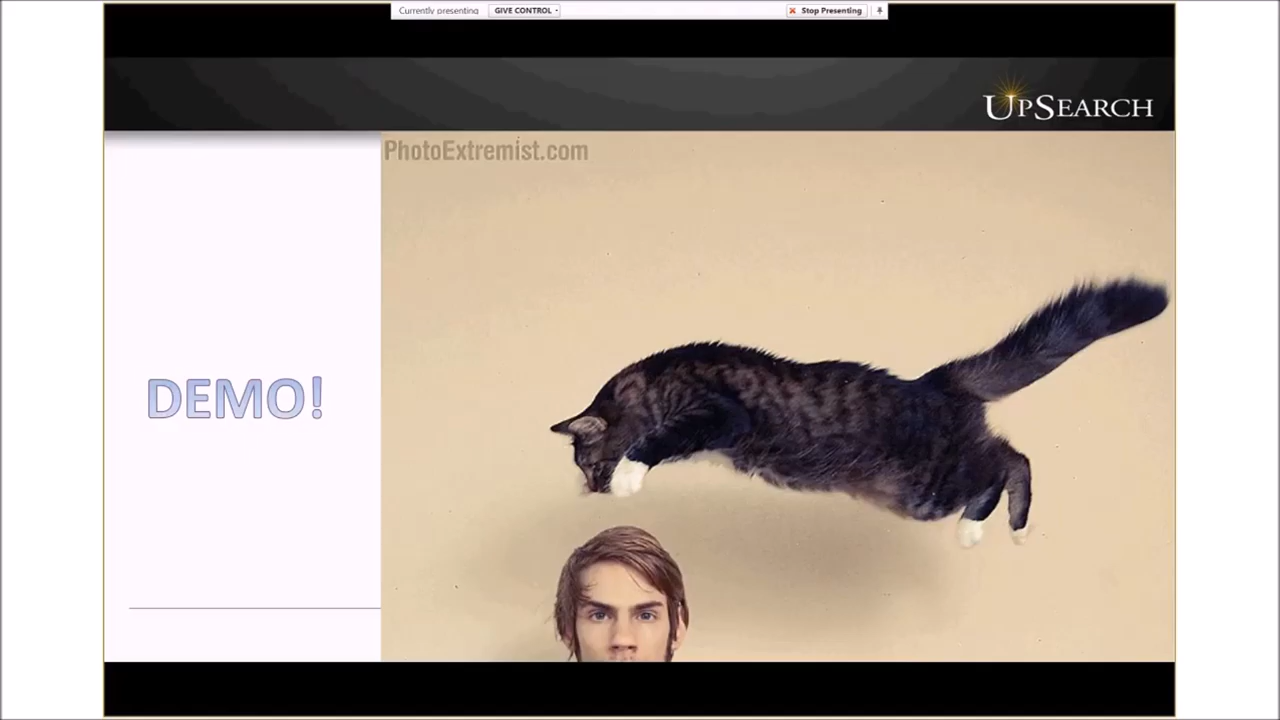 Currently presenting GIVE CONTROL Stop Presenting
UPSEARCH
PhotoExtremist.com
DEMO!